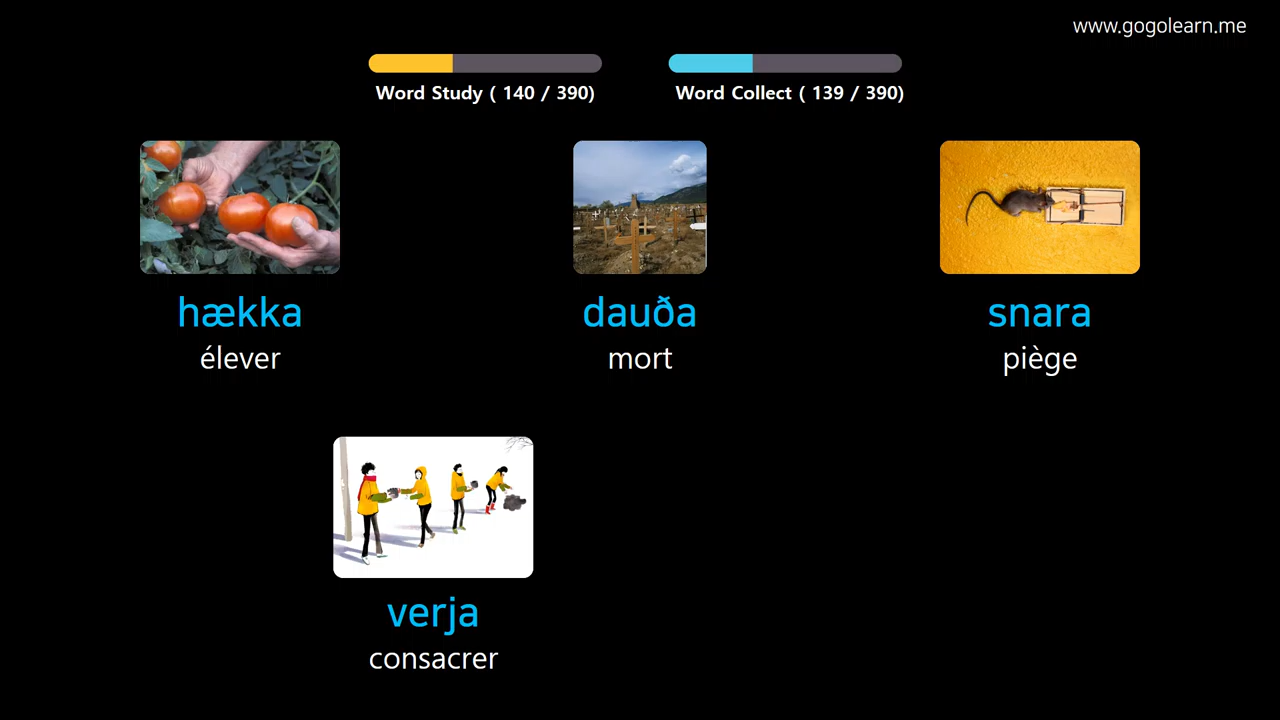 www.gogolearn.me
Word Study ( 140 / 390)
Word Collect ( 139 / 390)
hækka
élever
dauða
mort
snara
piège
verja
consacrer